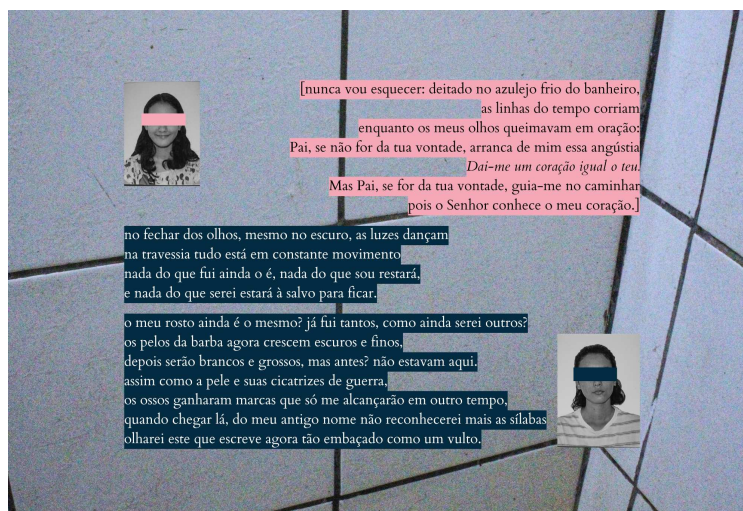 [nunca vou esquecer: deitado no azulejo frio do banheiro,
as linhas do tempo corriam
enquanto os meus olhos queimavam em oração:
Pai, se não for da tua vontade, arranca de mim essa angústia
Dai-me um coração igual o teu.
Mas Pai, se for da tua vontade, guia-me no caminhar
pois o Senhor conhece o meu coração.]
no fechar dos olhos, mesmo no escuro, as luzes dançam
na travessia tudo está em constante movimento
nada do que fui ainda o é, nada do que sou restará,
e nada do que serei estará à salvo para ficar.
o meu rosto ainda é o mesmo? já fui tantos, como ainda serei outros?
os pelos da barba agora crescem escuros e finos,
depois serão brancos e grossos, mas antes? não estavam aqui.
assim como a pele e suas cicatrizes de guerra,
os ossos ganharam marcas que só me alcançarão em outro tempo,
quando chegar lá, do meu antigo nome não reconhecerei mais as sílabas
olharei este que escreve agora tão embaçado como um vulto.